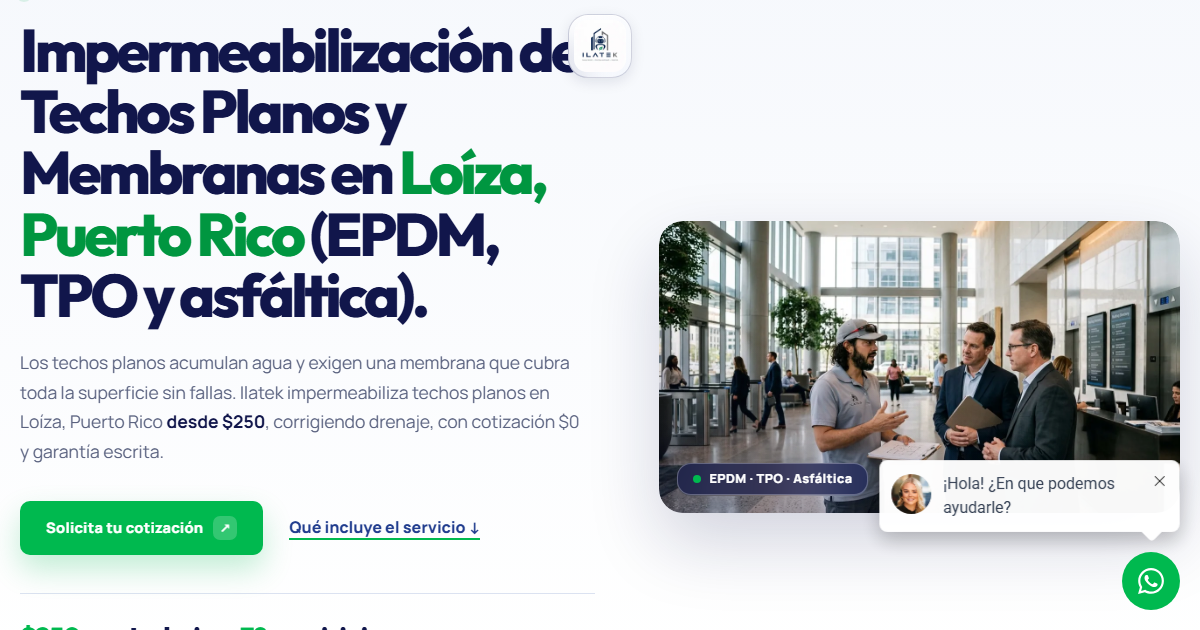 Impermeabilización de
Techos Planos y
Membranas en Loíza,
Puerto Rico (EPDM,
TPO y asfáltica).
ILATEK
Los techos planos acumulan agua y exigen una membrana que cubra
toda la superficie sin fallas. Ilatek impermeabiliza techos planos en
Loíza, Puerto Rico desde $250, corrigiendo drenaje, con cotización $0
y garantía escrita.
Solicita tu cotización ↗
Qué incluye el servicio ↓
EPDM · TPO · Asfáltica
¡Hola! ¿En que podemos
ayudarle?